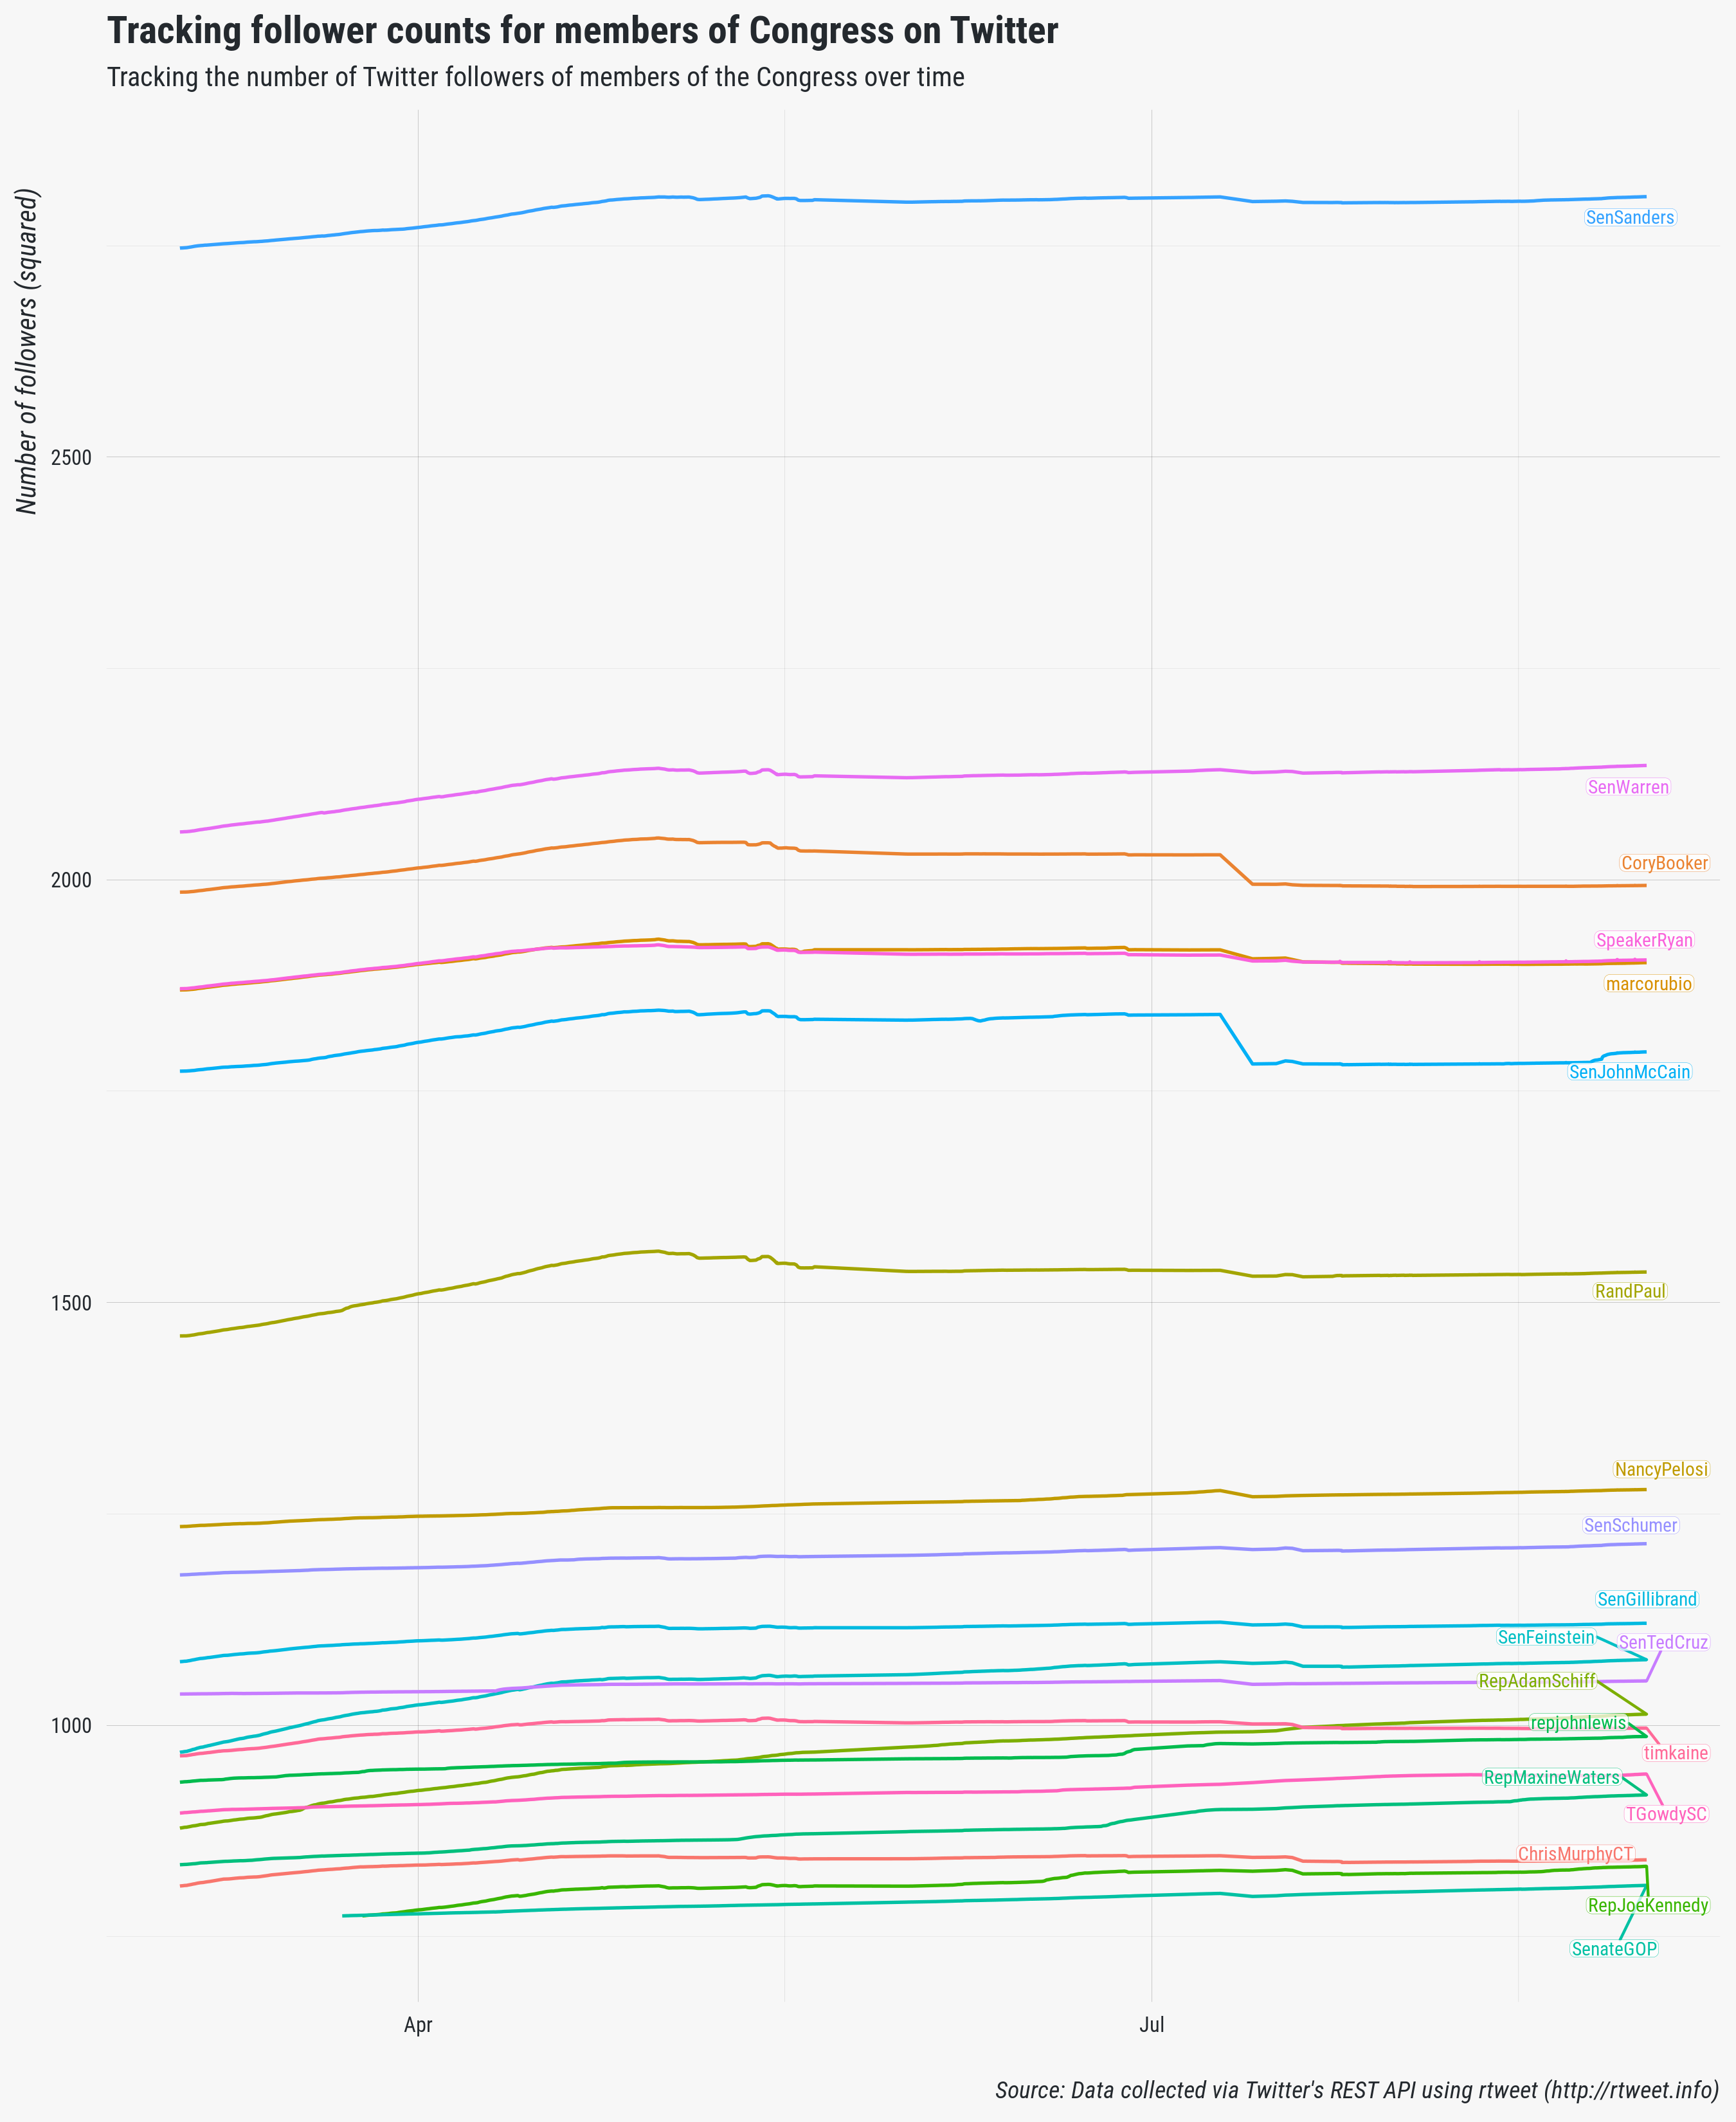 Tracking follower counts for members of Congress on Twitter
Tracking the number of Twitter followers of members of the Congress over time
Number of followers (squared)
SenSanders
2500
SenWarren
CoryBooker
2000
SpeakerRyan
marcorubio
SenJohnMcCain
RandPaul
1500
NancyPelosi
SenSchumer
SenGillibrand
SenFeinstein
SenTedCruz
RepAdamSchiff
repjohnlewis
1000
timkaine
RepMaxineWaters
TGowdySC
ChrisMurphyCT
RepJoeKennedy
SenateGOP
Apr
Jul
Source: Data collected via Twitter's REST API using rtweet (http://rtweet.info)